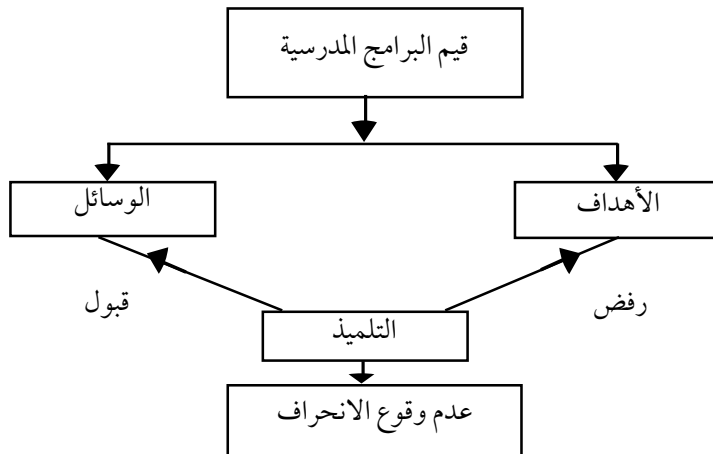 قيم البرامج المدرسية
الأهداف
الوسائل
رفض
قبول
التلميذ
عدم وقوع الانحراف